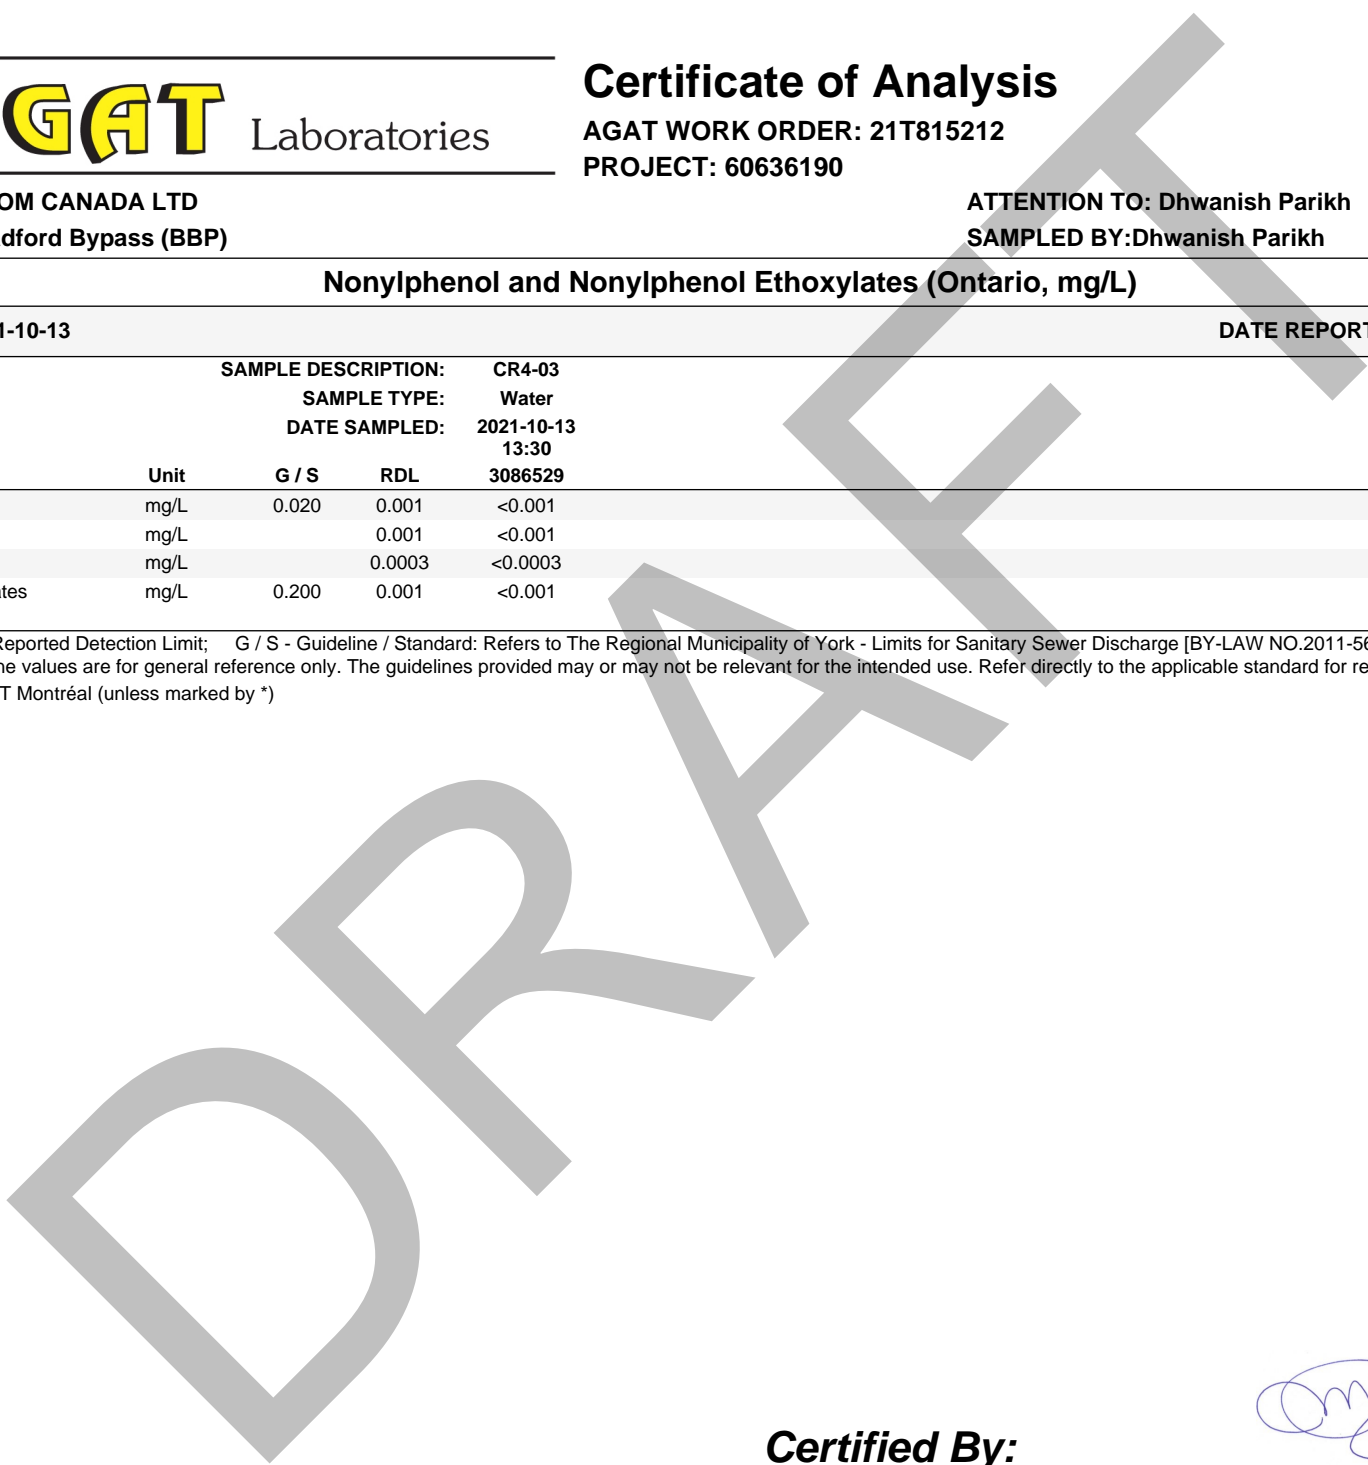 GAT Laboratories
Certificate of Analysis
AGAT WORK ORDER: 21T815212
PROJECT: 60636190
OM CANADA LTD
ATTENTION TO: Dhwanish Parikh
dford Bypass (BBP)
SAMPLED BY:Dhwanish Parikh
Nonylphenol and Nonylphenol Ethoxylates (Ontario, mg/L)
1-10-13 DATE REPORT
SAMPLE DESCRIPTION: CR4-03
SAMPLE TYPE: Water
DATE SAMPLED: 2021-10-13
13:30
Unit G / S RDL 3086529
mg/L 0.020 0.001 <0.001
mg/L 0.001 <0.001
mg/L 0.0003 <0.0003
ates mg/L 0.200 0.001 <0.001
Reported Detection Limit; G / S - Guideline / Standard: Refers to The Regional Municipality of York - Limits for Sanitary Sewer Discharge [BY-LAW NO.2011-56
ne values are for general reference only. The guidelines provided may or may not be relevant for the intended use. Refer directly to the applicable standard for re
T Montréal (unless marked by *)
DRAFT
Certified By: